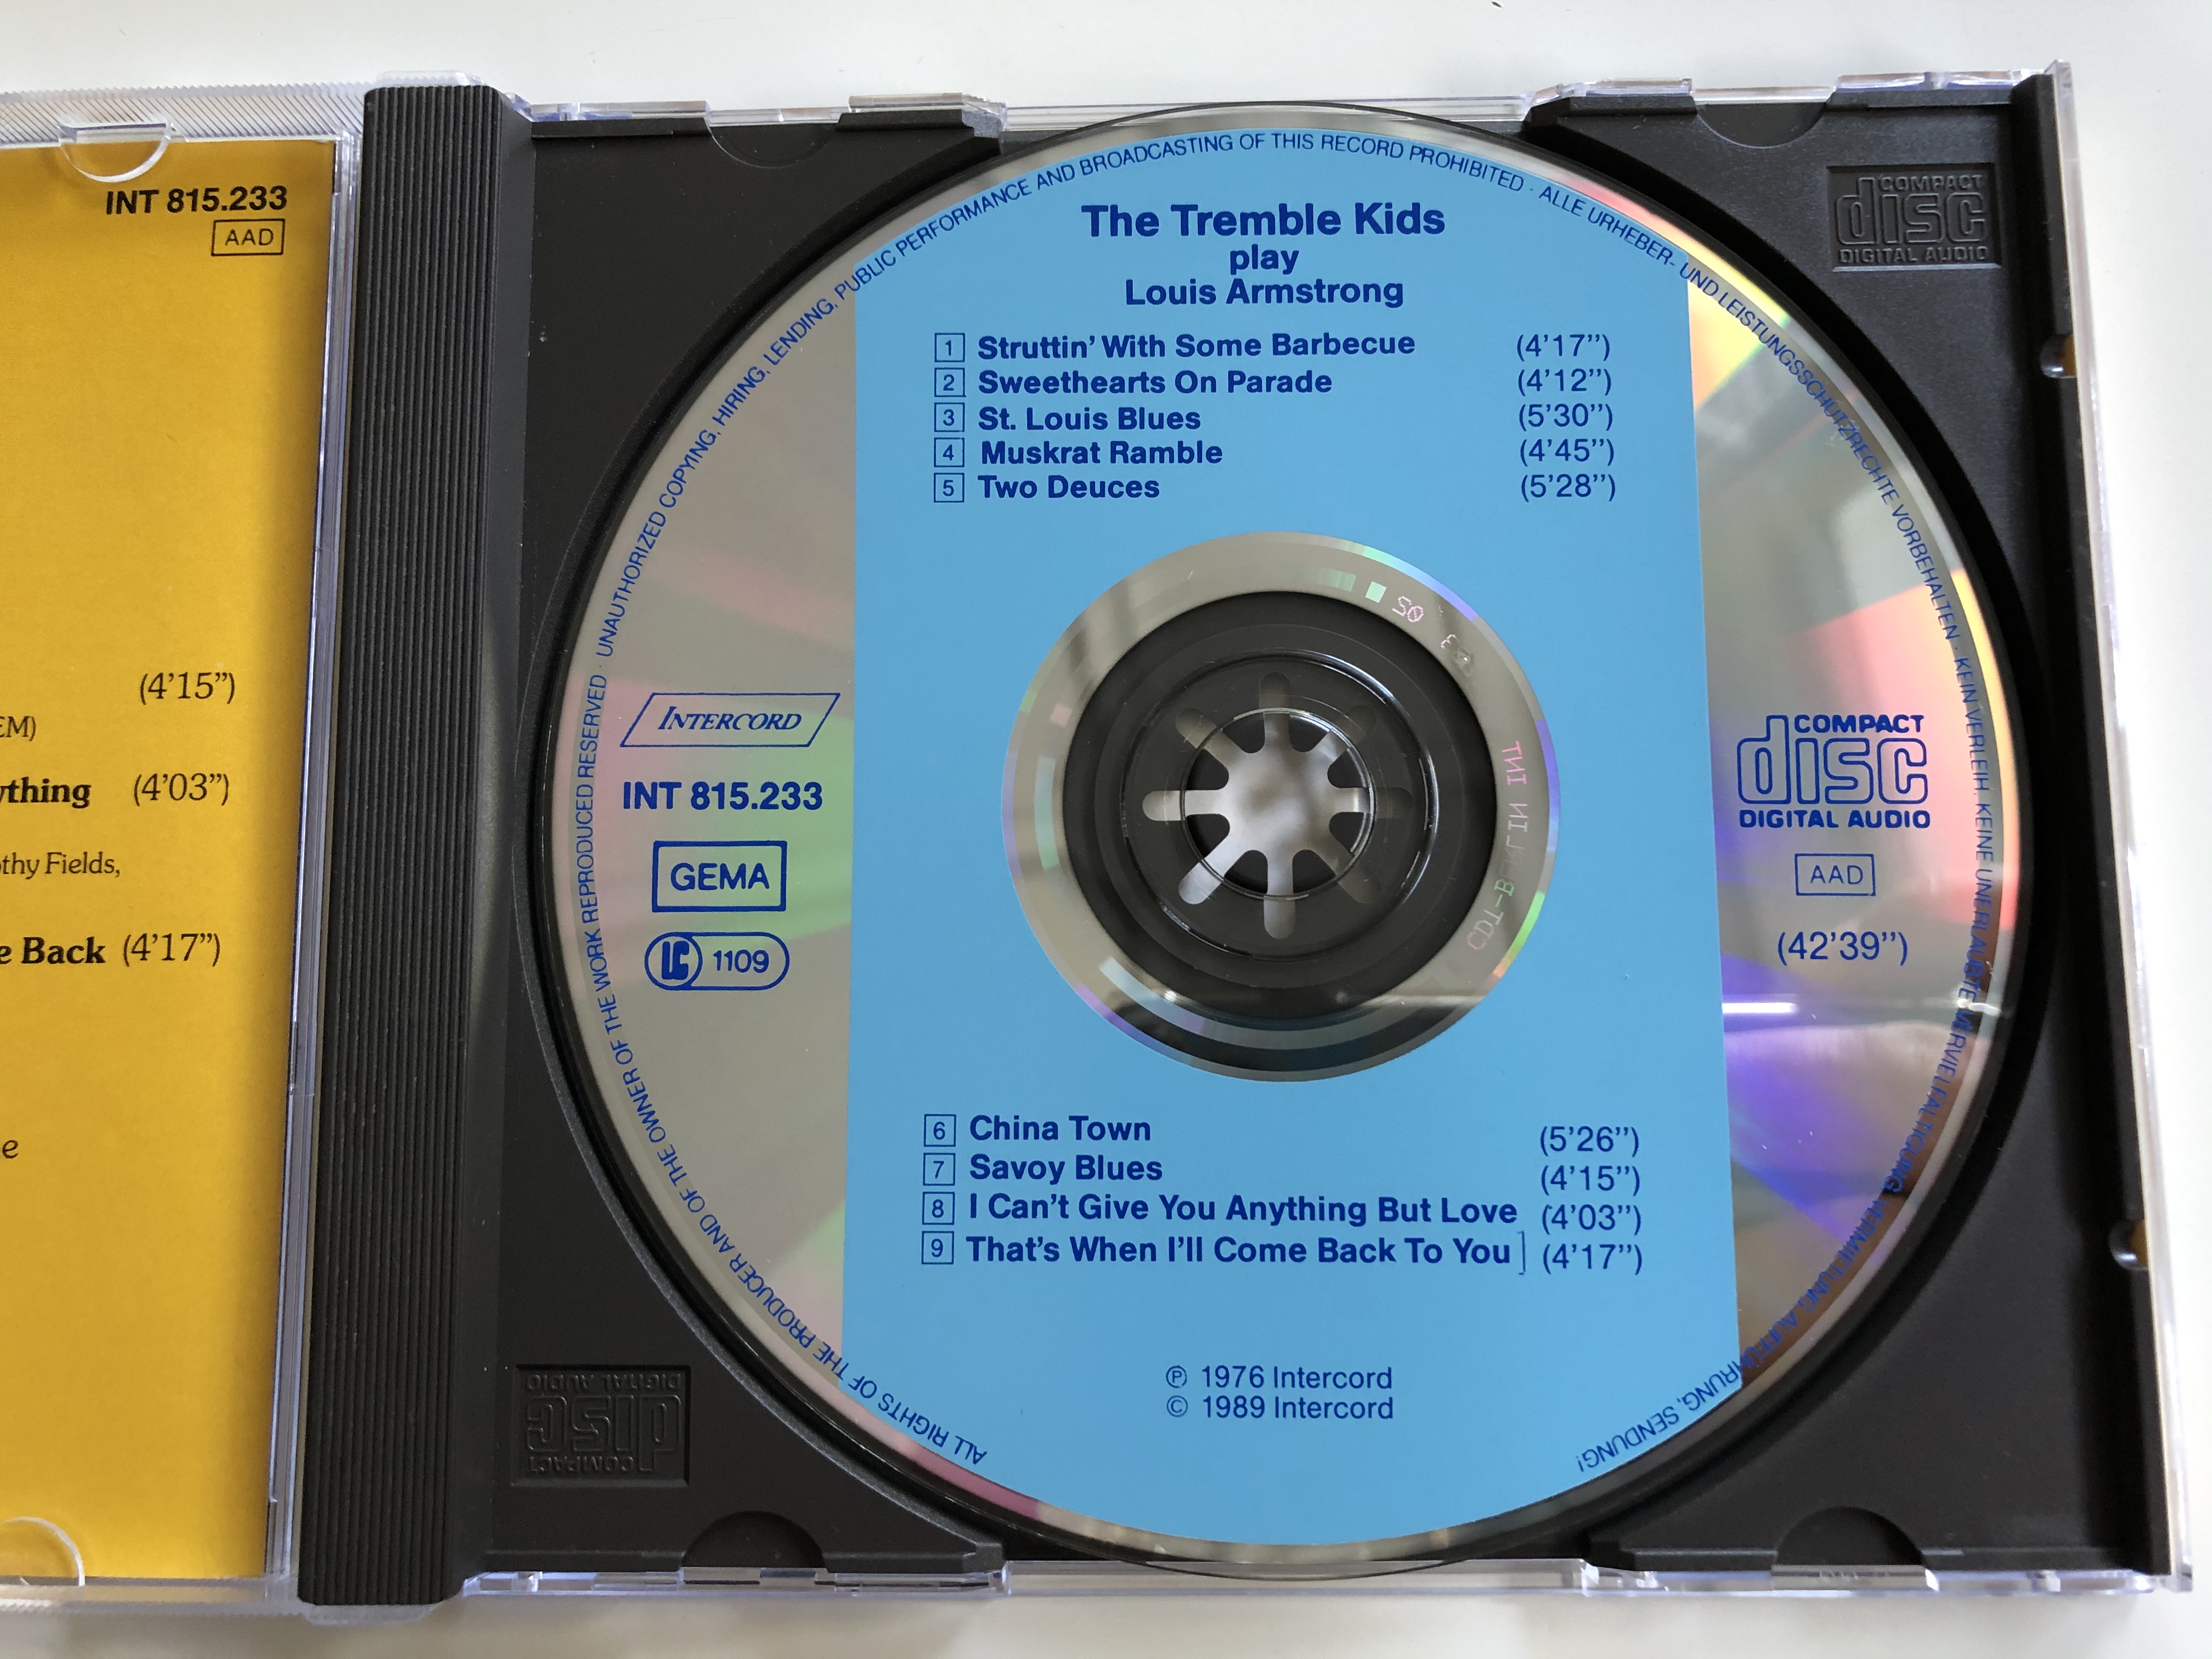 INT 815.233
AAD
(4'15")
EM)
ything (4'03")
othy Fields,
e Back (4'17")
e
ALL RIGHTS OF THE PRODUCER AND OF THE OWNER OF THE WORK REPRODUCED RESERVED · UNAUTHORIZED COPYING, HIRING, LENDING, PUBLIC PERFORMANCE AND BROADCASTING OF THIS RECORD PROHIBITED · ALLE URHEBER- UND LEISTUNGSSCHUTZRECHTE VORBEHALTEN · KEIN VERLEIH, KEINE UNERLAUBTE VERVIELFÄLTIGUNG, VERMIETUNG, AUFFÜHRUNG, SENDUNG!
The Tremble Kids
play
Louis Armstrong
1 Struttin' With Some Barbecue (4'17")
2 Sweethearts On Parade (4'12")
3 St. Louis Blues (5'30")
4 Muskrat Ramble (4'45")
5 Two Deuces (5'28")
INTERCORD
INT 815.233
GEMA
LC 1109
COMPACT
disc
DIGITAL AUDIO
AAD
(42'39")
6 China Town (5'26")
7 Savoy Blues (4'15")
8 I Can't Give You Anything But Love (4'03")
9 That's When I'll Come Back To You] (4'17")
Ⓟ 1976 Intercord
© 1989 Intercord
COMPACT
disc
DIGITAL AUDIO
COMPACT
disc
DIGITAL AUDIO